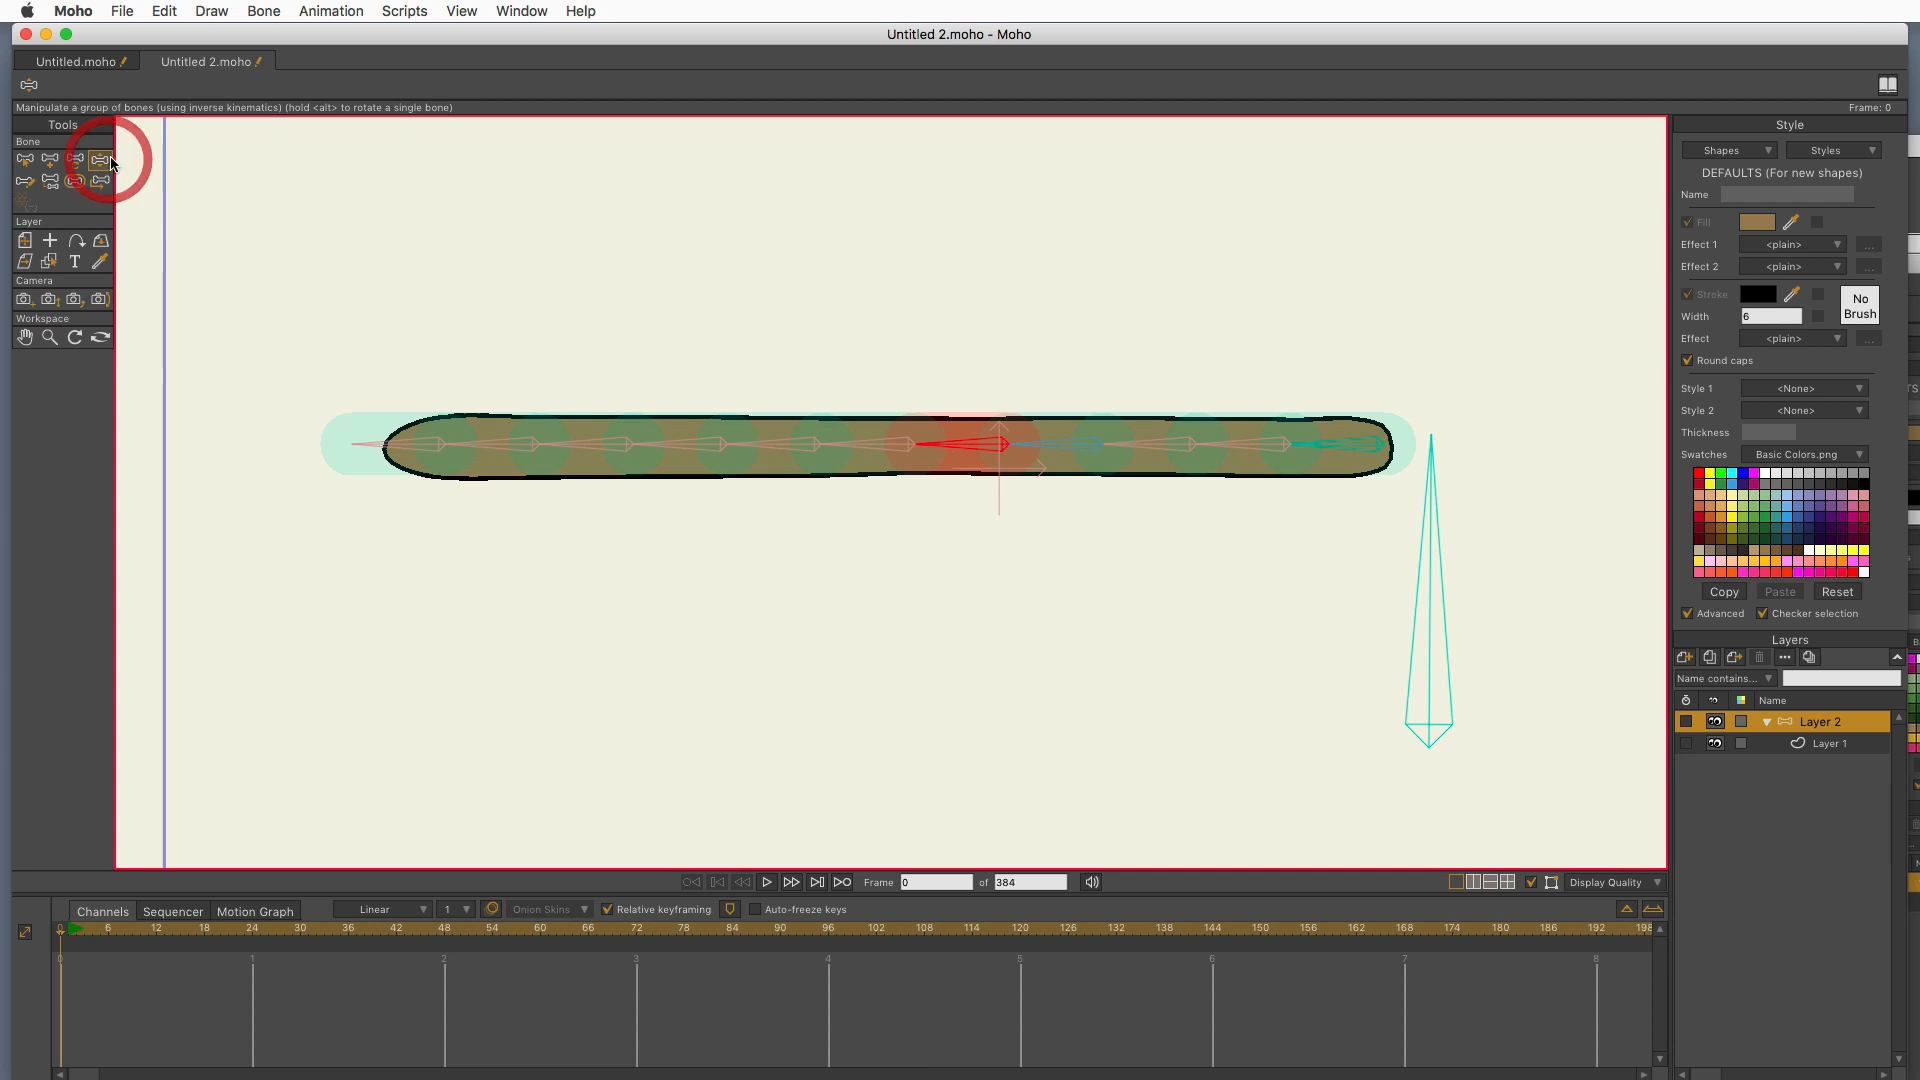 Moho File Edit Draw Bone Animation Scripts View Window Help
Untitled 2.moho - Moho
Untitled.moho Untitled 2.moho
Manipulate a group of bones (using inverse kinematics) (hold <alt> to rotate a single bone) Frame: 0
Tools
Bone
Layer
T
Camera
Workspace
Style
Shapes Styles
DEFAULTS (For new shapes)
Name
Fill
Effect 1 <plain> ...
Effect 2 <plain> ...
Stroke
No
Brush
Width 6
Effect <plain> ...
Round caps
Style 1 <None>
Style 2 <None>
Thickness
Swatches Basic Colors.png
Copy Paste Reset
Advanced Checker selection
Layers
Name contains...
Name
Layer 2
Layer 1
Frame 0 of 384 Display Quality
Channels Sequencer Motion Graph Linear 1 Onion Skins Relative keyframing Auto-freeze keys
0 6 12 18 24 30 36 42 48 54 60 66 72 78 84 90 96 102 108 114 120 126 132 138 144 150 156 162 168 174 180 186 192 198
0 1 2 3 4 5 6 7 8